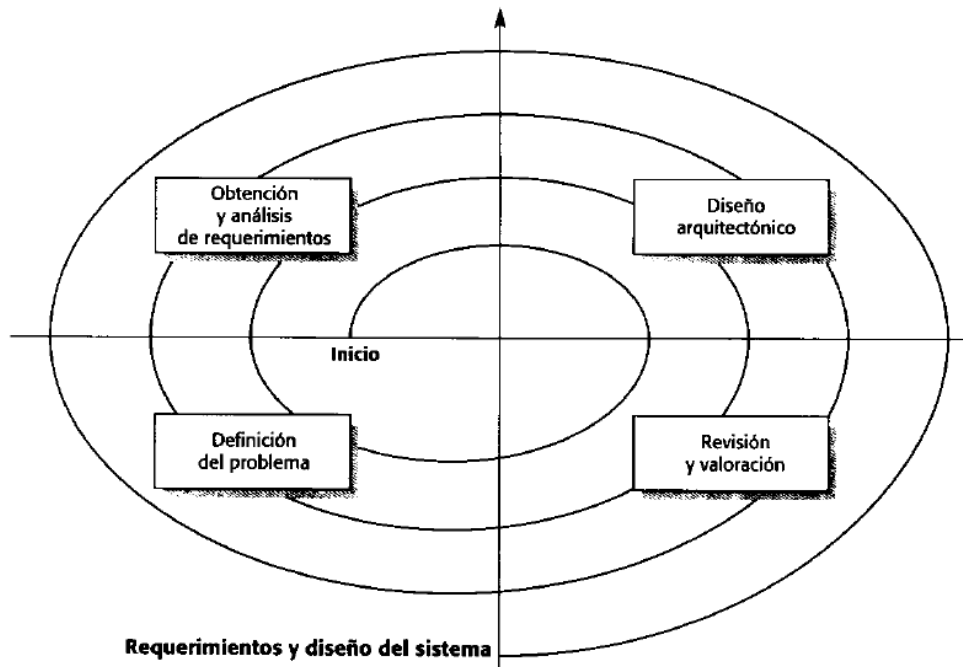 Obtención
y análisis
de requerimientos
Diseño
arquitectónico
Inicio
Definición
del problema
Revisión
y valoración
Requerimientos y diseño del sistema